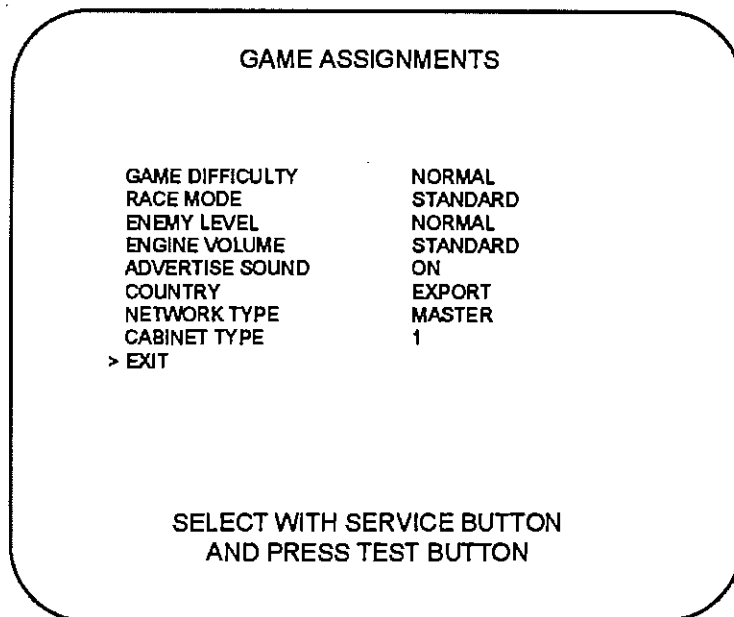 GAME ASSIGNMENTS
GAME DIFFICULTY NORMAL
RACE MODE STANDARD
ENEMY LEVEL NORMAL
ENGINE VOLUME STANDARD
ADVERTISE SOUND ON
COUNTRY EXPORT
NETWORK TYPE MASTER
CABINET TYPE 1
> EXIT
SELECT WITH SERVICE BUTTON
AND PRESS TEST BUTTON